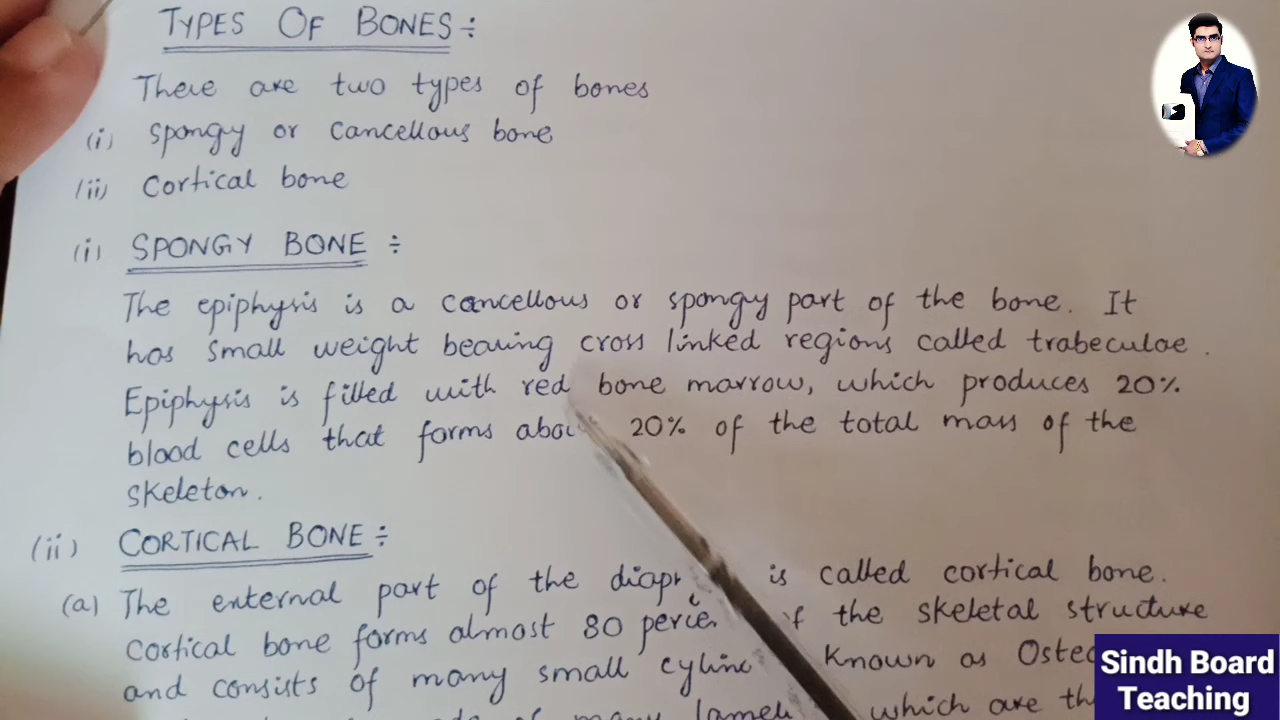 TYPES OF BONES ÷
There are two types of bones
(i) Spongy or cancellous bone
(ii) Cortical bone
(i) SPONGY BONE ÷
The epiphysis is a cancellous or spongy part of the bone. It
has small weight bearing cross linked regions called trabeculae.
Epiphysis is filled with red bone marrow, which produces 20%
blood cells that forms 20% of the total mass of the
skeleton.
(ii) CORTICAL BONE ÷
(a) The external part of the is called cortical bone.
Cortical bone forms almost 80 the skeletal structure
and consists of many small known as
of many which are
Sindh Board
Teaching